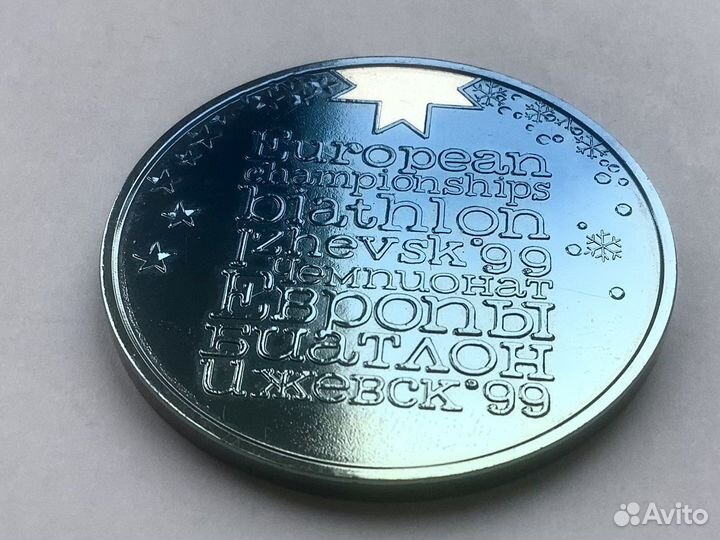 European
championships
biathlon
Izhevsk'99
чемпионат
Европы
Биатлон
ижевск'99
Avito